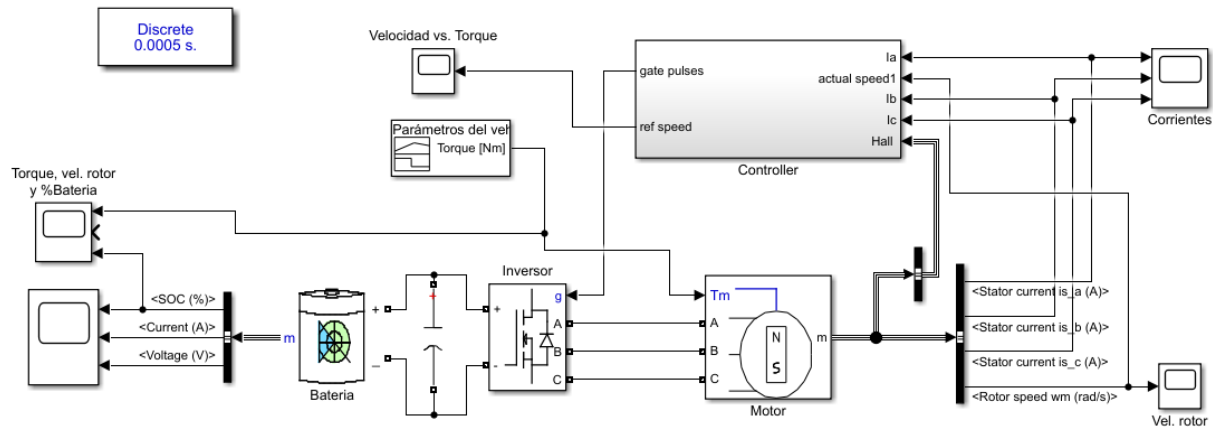 Discrete
0.0005 s.
Velocidad vs. Torque
gate pulses
ref speed
Ia
actual speed1
Ib
Ic
Hall
Controller
Corrientes
Parámetros del veh
Torque [Nm]
Torque, vel. rotor
y %Bateria
<SOC (%)>
<Current (A)>
<Voltage (V)>
m
+
_
Bateria
+
Inversor
g
+
-
A
B
C
Tm
A
B
C
N
S
m
Motor
<Stator current is_a (A)>
<Stator current is_b (A)>
<Stator current is_c (A)>
<Rotor speed wm (rad/s)>
Vel. rotor